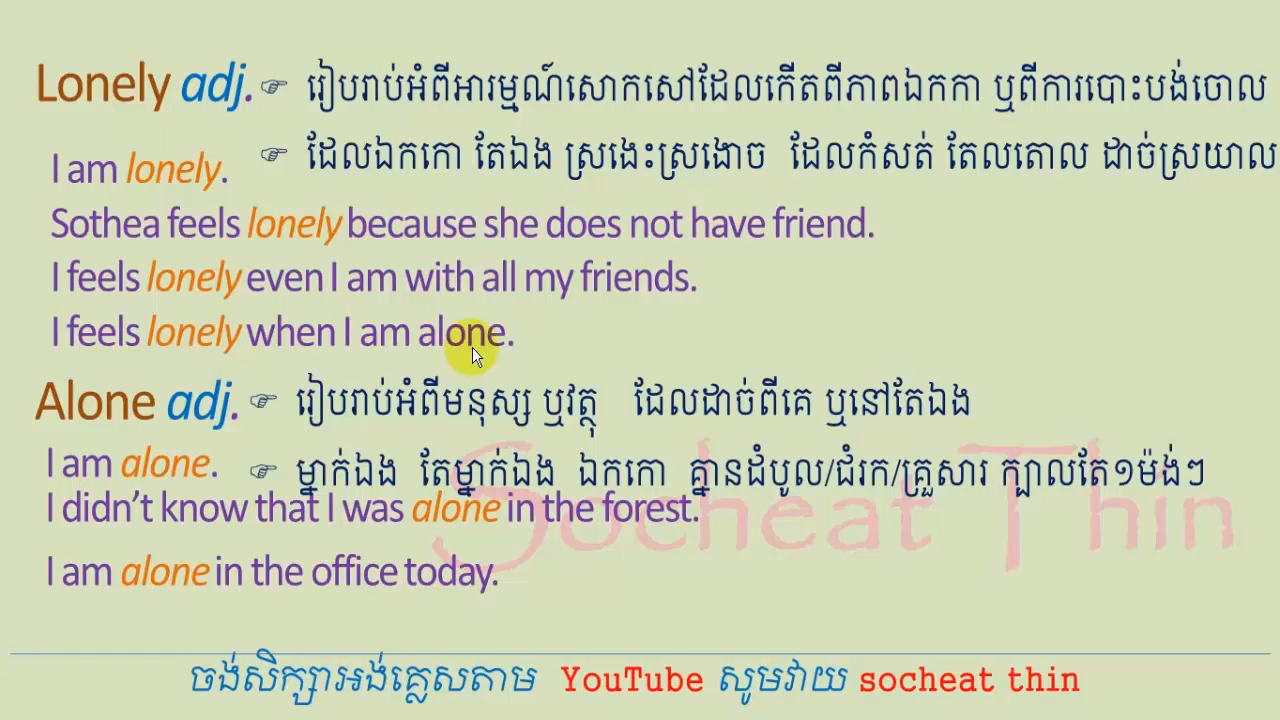 Lonely adj. ☞ រៀបរាប់អំពីអារម្មណ៍សោកសៅដែលកើតពីភាពឯកកា ឬពីការបោះបង់ចោល
I am lonely. ☞ ដែលឯកកោ តែឯង ស្រងេះស្រងោច ដែលកំសត់ តែលតោល ដាច់ស្រយាល
Sothea feels lonely because she does not have friend.
I feels lonely even I am with all my friends.
I feels lonely when I am alone.
Alone adj. ☞ រៀបរាប់អំពីមនុស្ស ឬវត្ថុ ដែលដាច់ពីគេ ឬនៅតែឯង
I am alone. ☞ ម្នាក់ឯង តែម្នាក់ឯង ឯកកោ គ្មានដំបូល/ជំរក/គ្រួសារ ក្បាលតែ១ម៉ង់ៗ
I didn’t know that I was alone in the forest.
Socheat Thin
I am alone in the office today.
ចង់សិក្សាអង់គ្លេសតាម YouTube សូមវាយ socheat thin